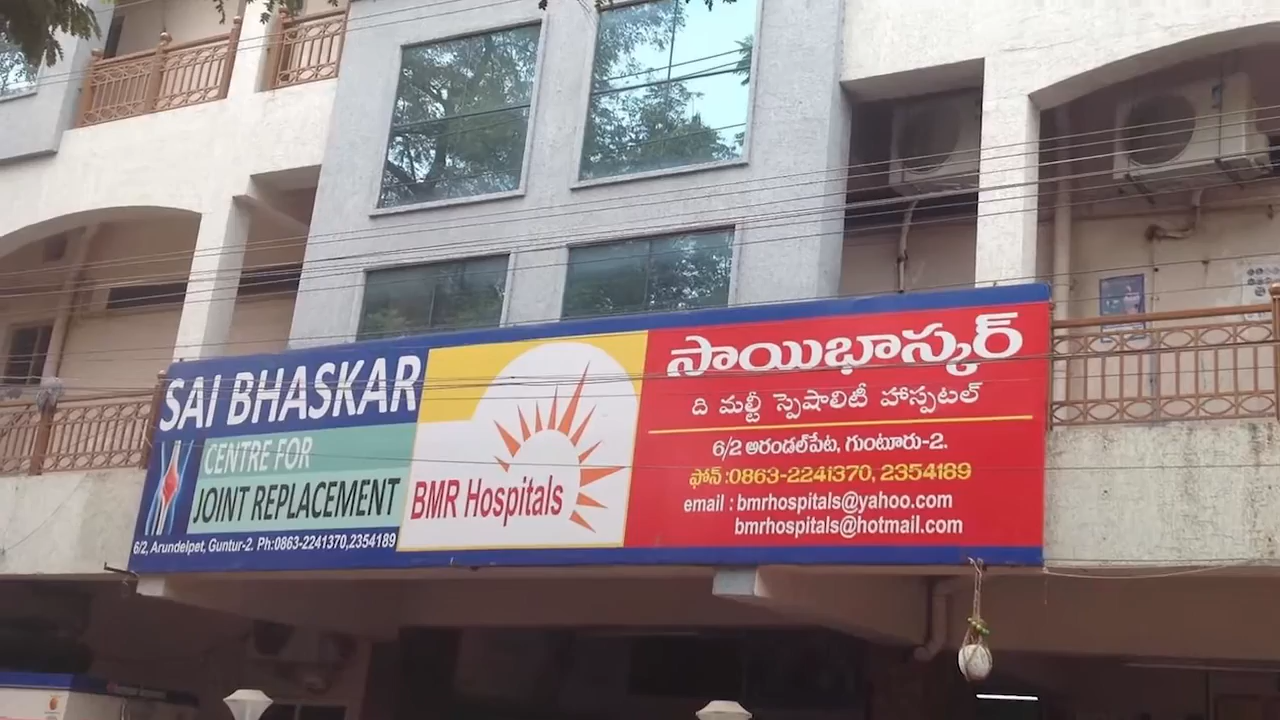 SAI BHASKAR
CENTRE FOR
JOINT REPLACEMENT
6/2, Arundelpet, Guntur-2. Ph:0863-2241370,2354189
BMR Hospitals
సాయిభాస్కర్
ది మల్టీ స్పెషాలిటీ హాస్పటల్
6/2 అరండల్‌పేట, గుంటూరు-2.
ఫోన్ :0863-2241370, 2354189
email : bmrhospitals@yahoo.com
bmrhospitals@hotmail.com